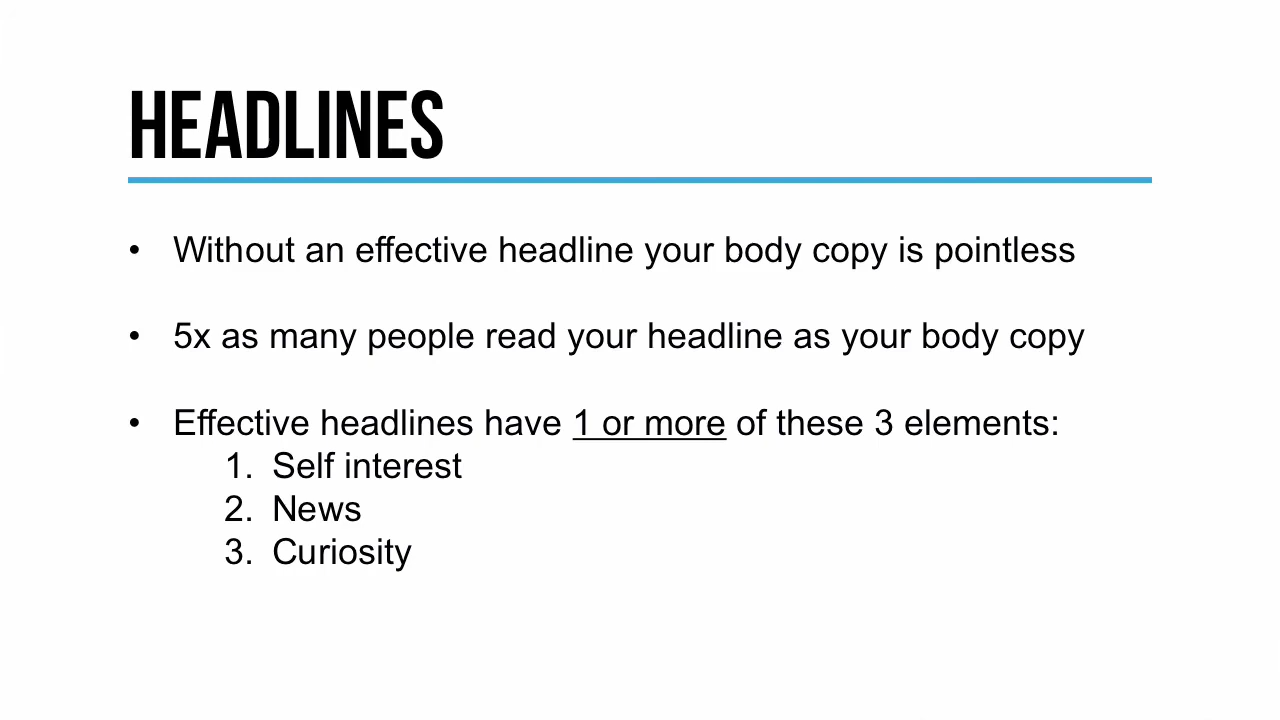 HEADLINES
• Without an effective headline your body copy is pointless
• 5x as many people read your headline as your body copy
• Effective headlines have 1 or more of these 3 elements:
1. Self interest
2. News
3. Curiosity